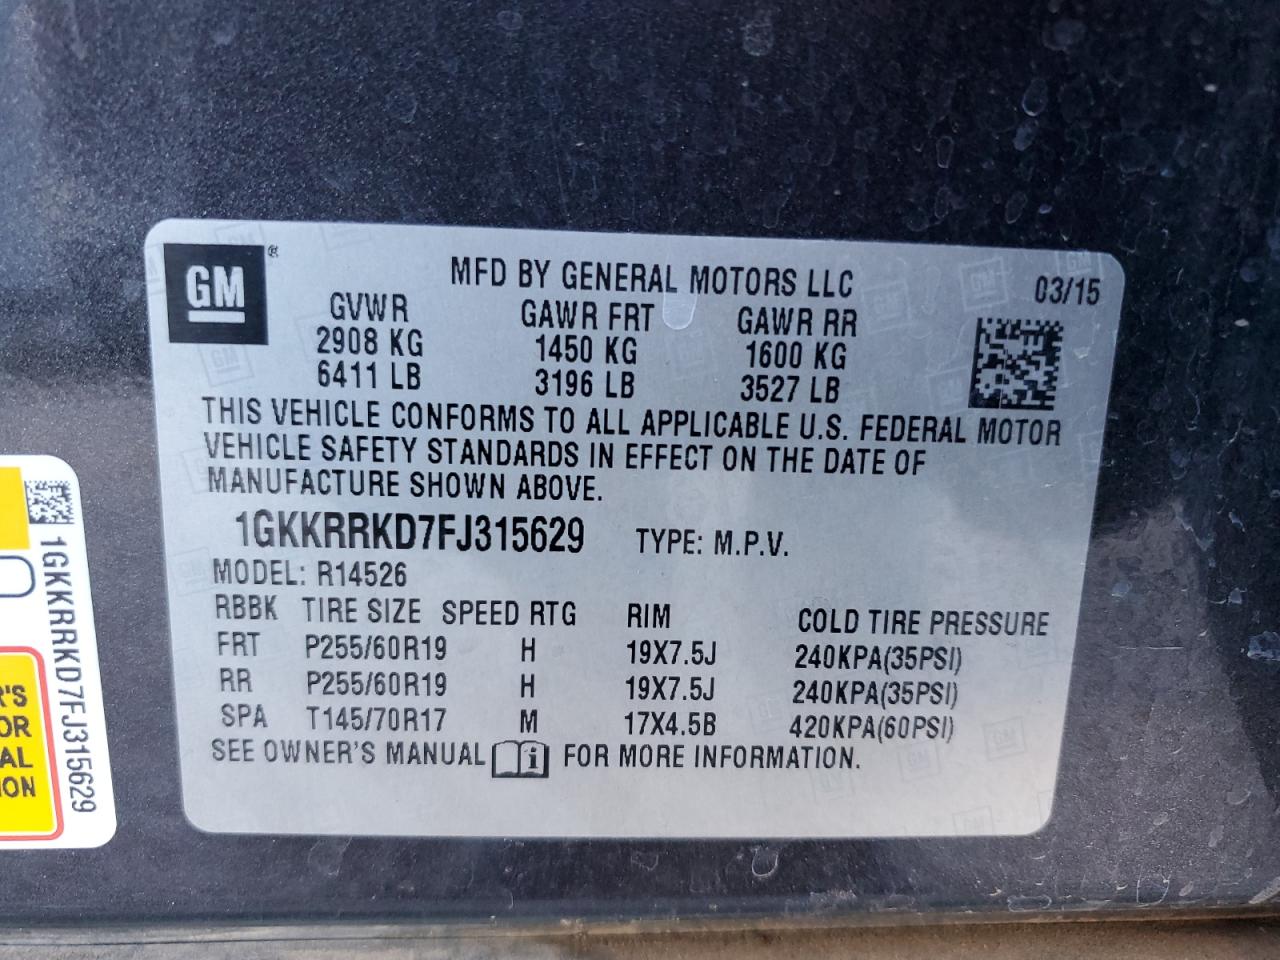 GM ®
MFD BY GENERAL MOTORS LLC 03/15
GVWR GAWR FRT GAWR RR
2908 KG 1450 KG 1600 KG
6411 LB 3196 LB 3527 LB
THIS VEHICLE CONFORMS TO ALL APPLICABLE U.S. FEDERAL MOTOR
VEHICLE SAFETY STANDARDS IN EFFECT ON THE DATE OF
MANUFACTURE SHOWN ABOVE.
1GKKRRKD7FJ315629 TYPE: M.P.V.
MODEL: R14526
RBBK TIRE SIZE SPEED RTG RIM COLD TIRE PRESSURE
FRT P255/60R19 H 19X7.5J 240KPA(35PSI)
RR P255/60R19 H 19X7.5J 240KPA(35PSI)
SPA T145/70R17 M 17X4.5B 420KPA(60PSI)
SEE OWNER'S MANUAL i FOR MORE INFORMATION.
1GKKRRKD7FJ315629
R'S
OR
AL
ION